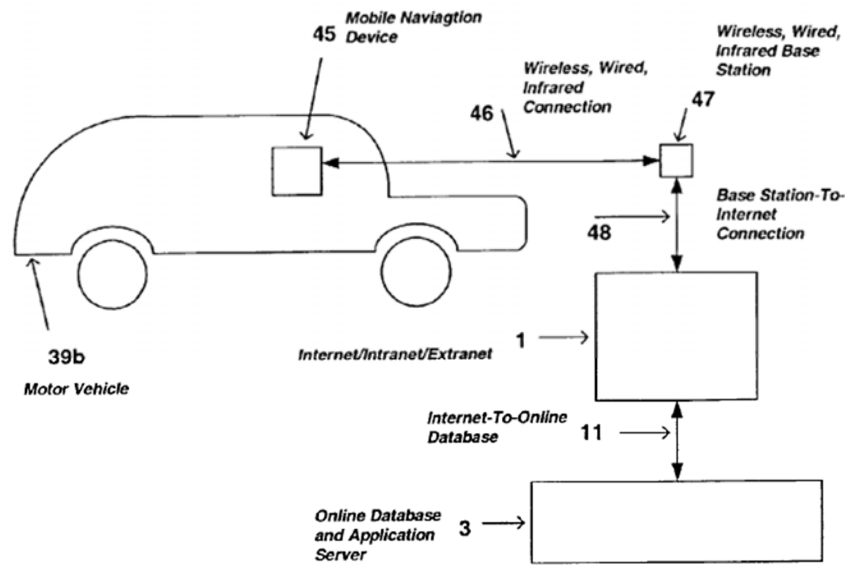 45
Mobile Naviagtion
Device
Wireless, Wired,
Infrared Base
Station
Wireless, Wired,
Infrared
Connection
46
47
48
Base Station-To-
Internet
Connection
39b
Motor Vehicle
Internet/Intranet/Extranet
1
Internet-To-Online
Database
11
Online Database
and Application
Server
3